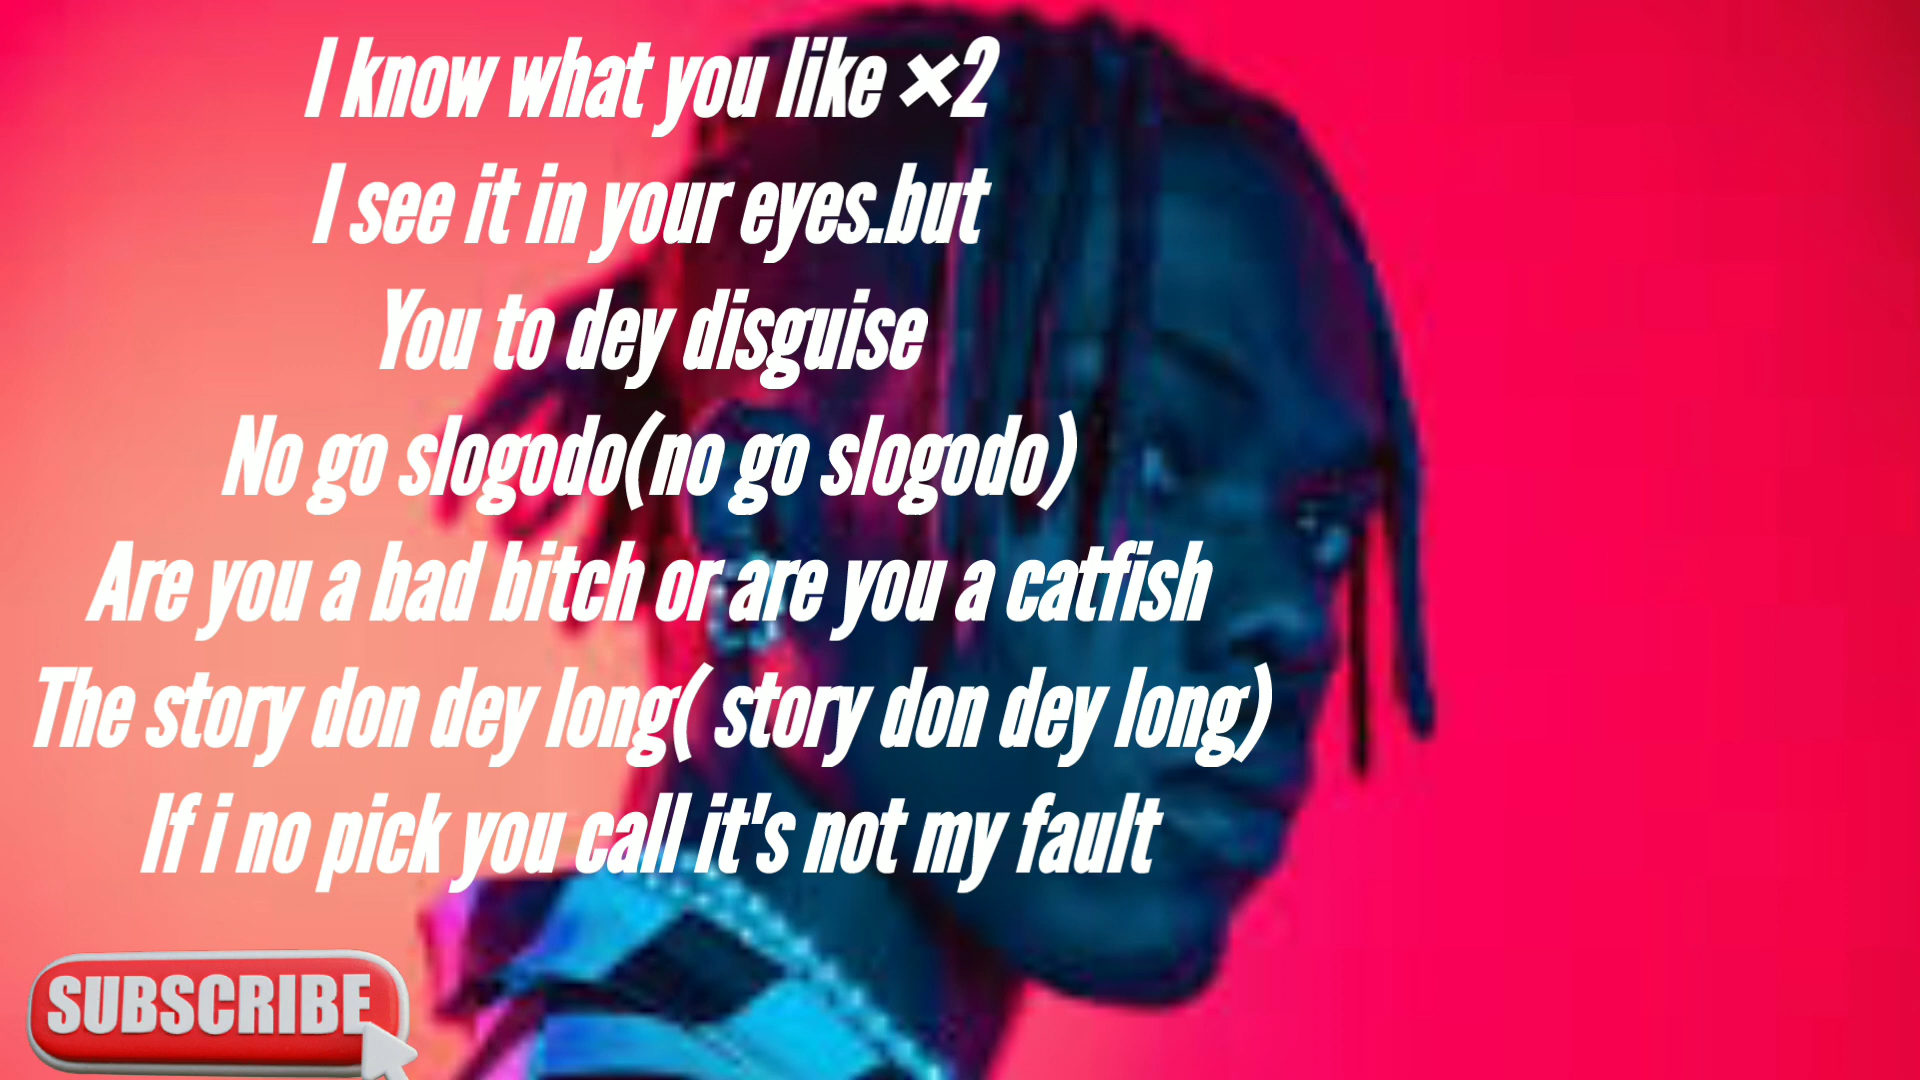 I know what you like ×2
I see it in your eyes.but
You to dey disguise
No go slogodo(no go slogodo)
Are you a bad bitch or are you a catfish
The story don dey long( story don dey long)
If i no pick you call it's not my fault
SUBSCRIBE